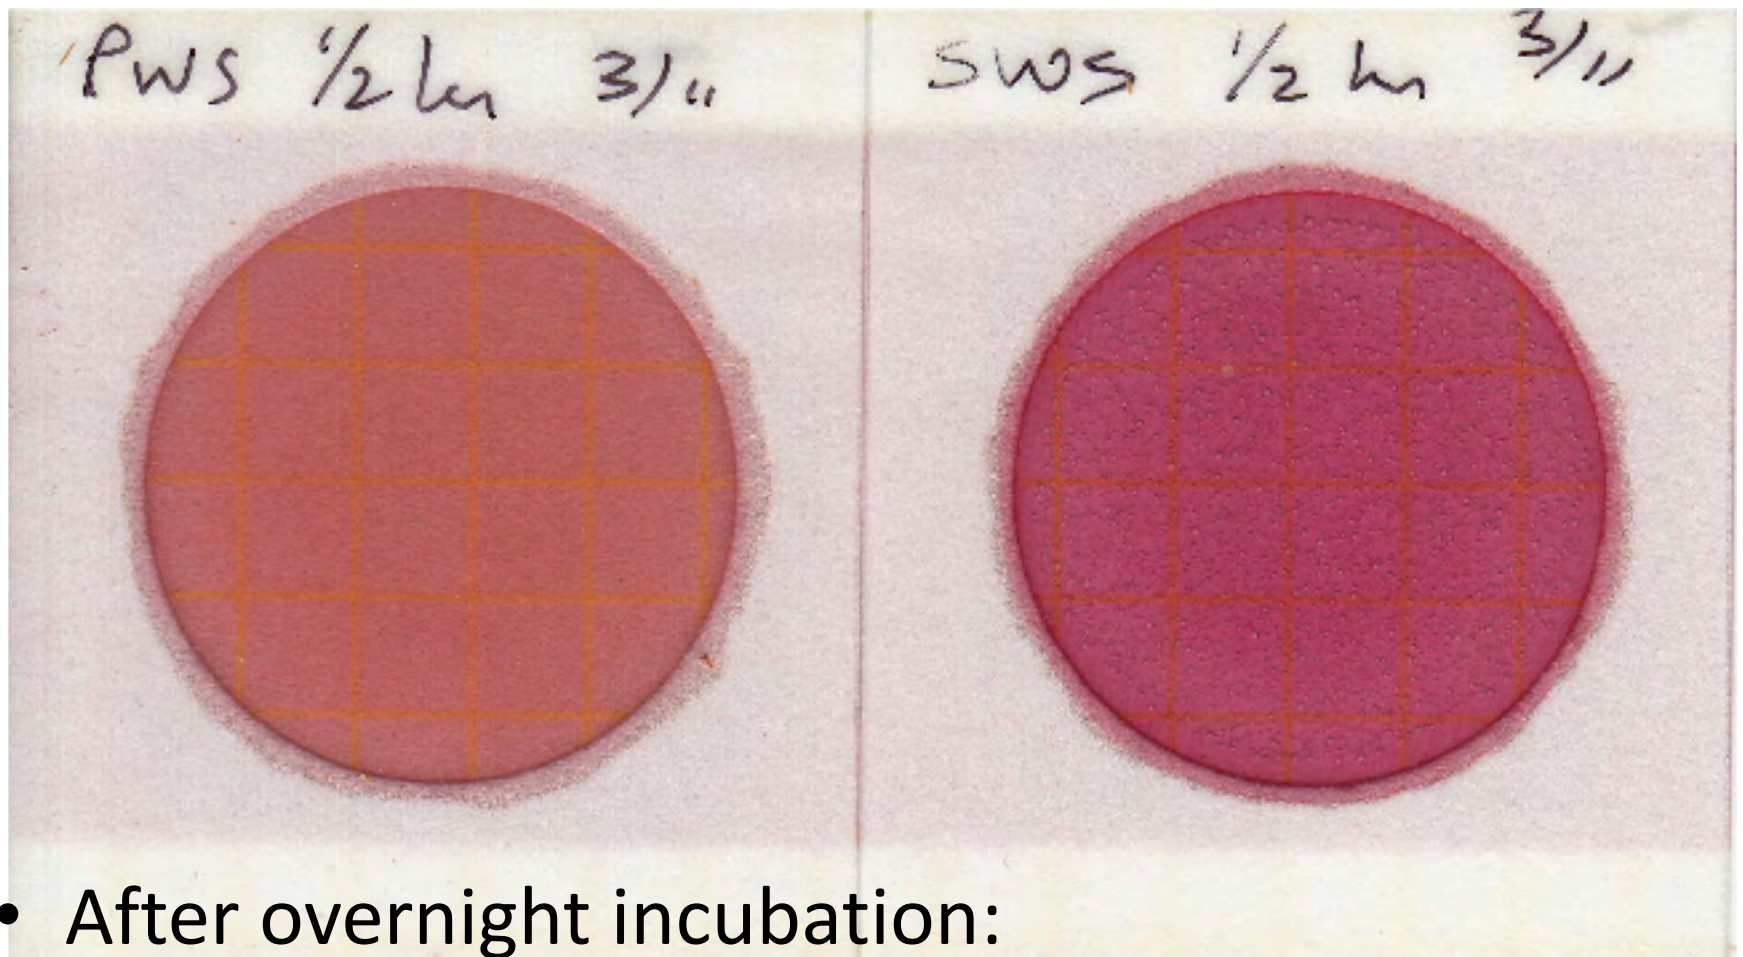 PWS 1/2 hr 3/11
SWS 1/2 hr 3/11
• After overnight incubation: